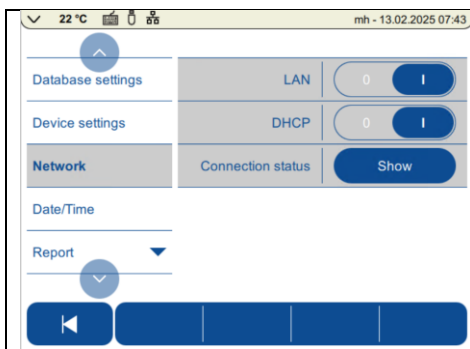 22 °C mh - 13.02.2025 07:43
Database settings LAN 0 I
Device settings DHCP 0 I
Network Connection status Show
Date/Time
Report